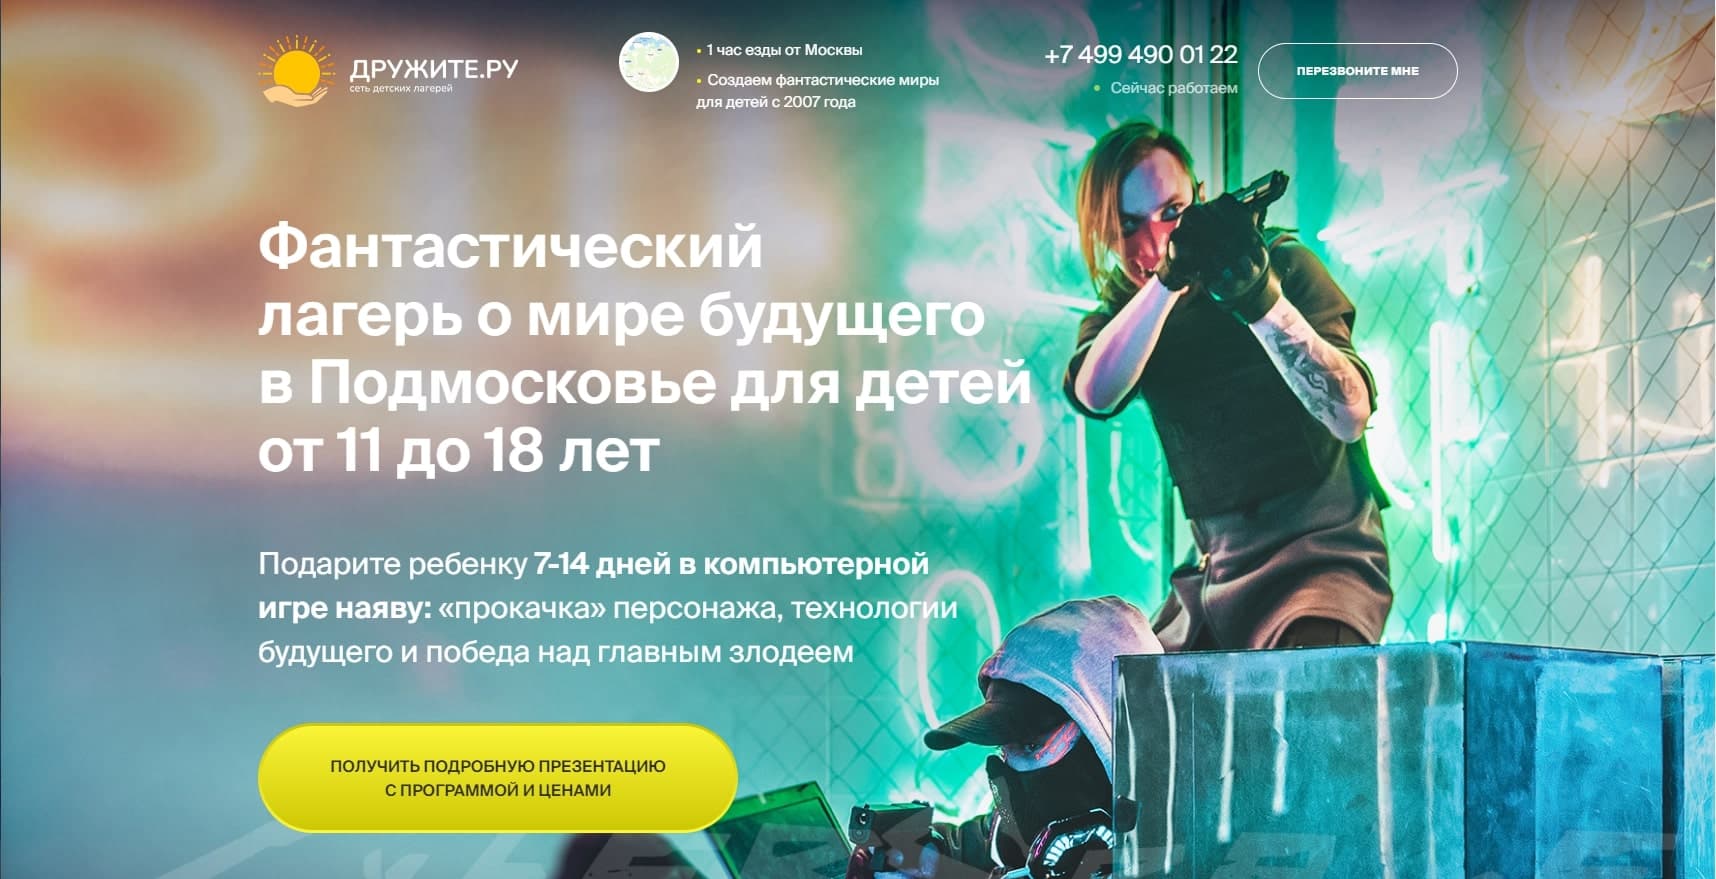 ДРУЖИТЕ.РУ
сеть детских лагерей
• 1 час езды от Москвы
• Создаем фантастические миры
для детей с 2007 года
+7 499 490 01 22
• Сейчас работаем
ПЕРЕЗВОНИТЕ МНЕ
Фантастический
лагерь о мире будущего
в Подмосковье для детей
от 11 до 18 лет
Подарите ребенку 7-14 дней в компьютерной
игре наяву: «прокачка» персонажа, технологии
будущего и победа над главным злодеем
ПОЛУЧИТЬ ПОДРОБНУЮ ПРЕЗЕНТАЦИЮ
С ПРОГРАММОЙ И ЦЕНАМИ